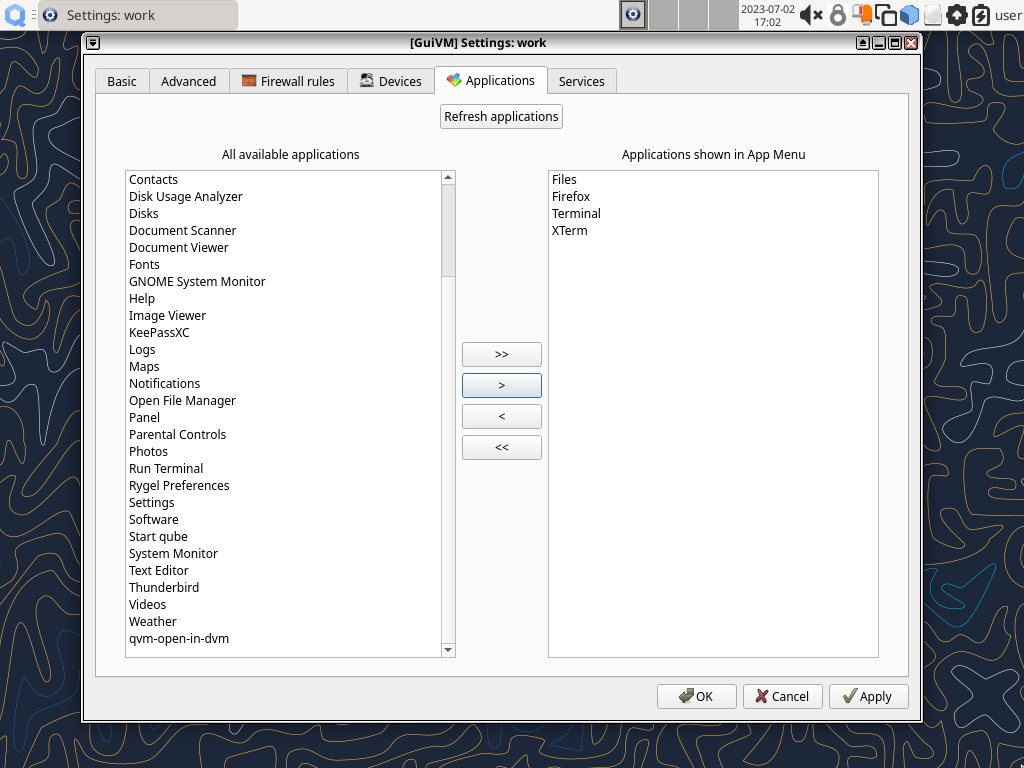 Settings: work
2023-07-02
17:02
user
[GuiVM] Settings: work
Basic
Advanced
Firewall rules
Devices
Applications
Services
Refresh applications
All available applications
Applications shown in App Menu
Contacts
Disk Usage Analyzer
Disks
Document Scanner
Document Viewer
Fonts
GNOME System Monitor
Help
Image Viewer
KeePassXC
Logs
Maps
Notifications
Open File Manager
Panel
Parental Controls
Photos
Run Terminal
Rygel Preferences
Settings
Software
Start qube
System Monitor
Text Editor
Thunderbird
Videos
Weather
qvm-open-in-dvm
>>
>
<
<<
Files
Firefox
Terminal
XTerm
OK
Cancel
Apply